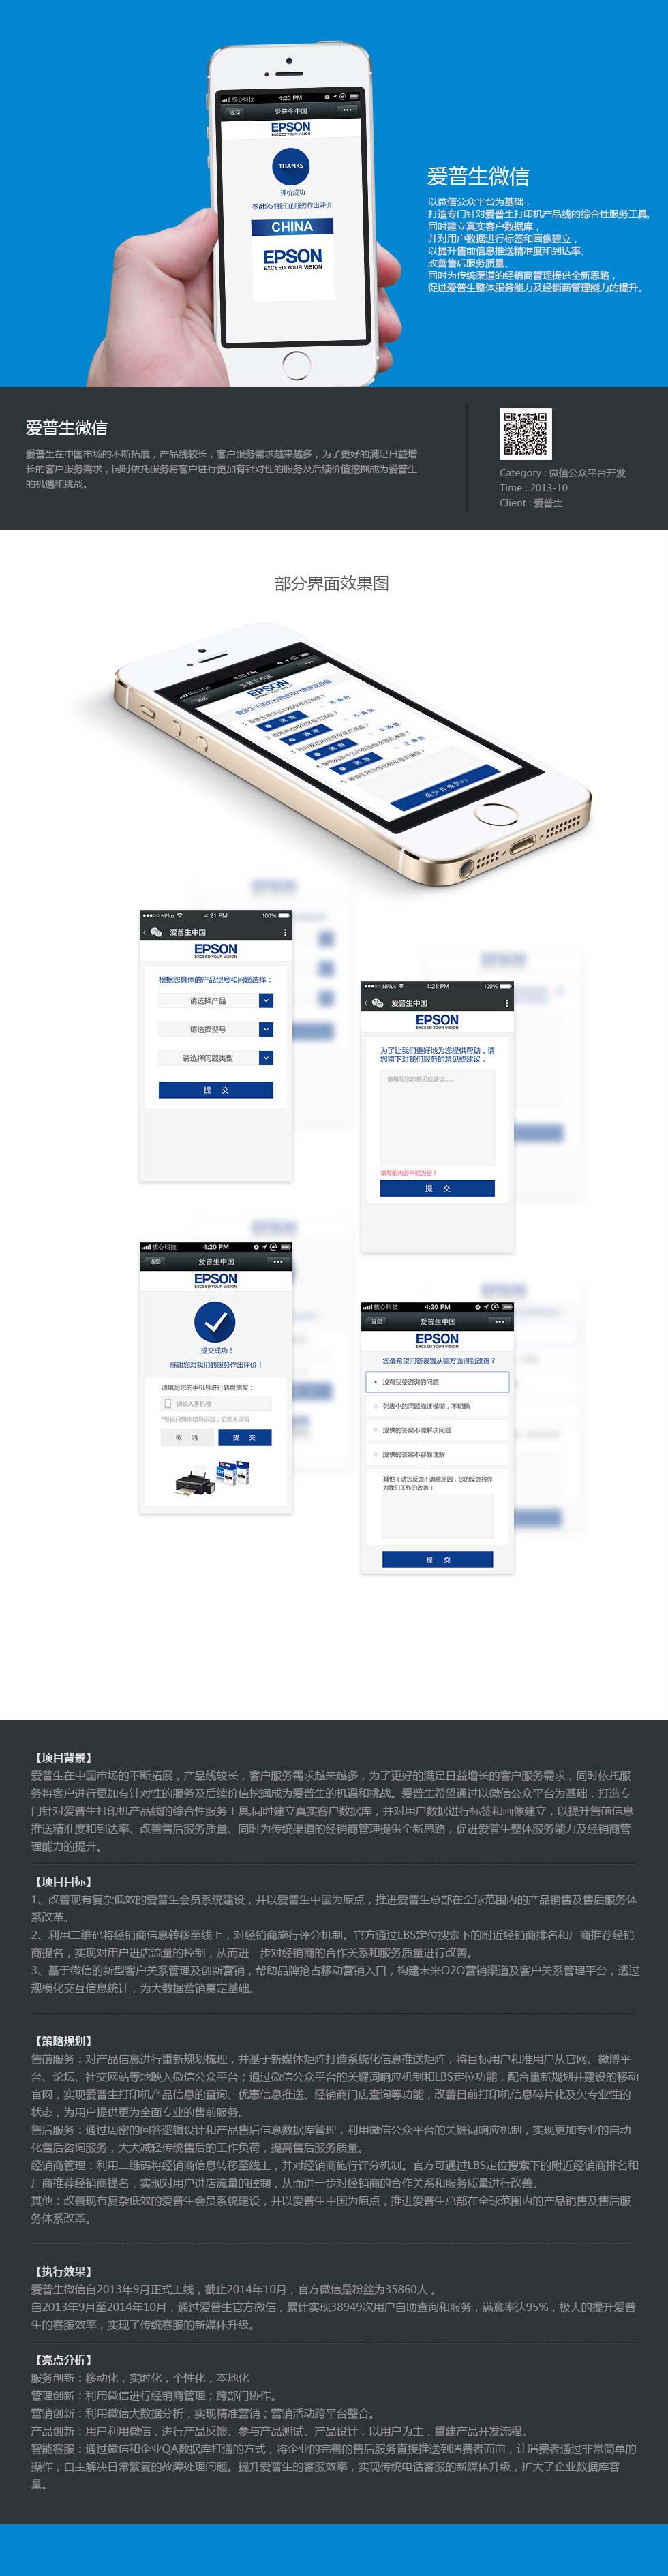 核心科技 4:20 PM
返回 爱普生中国
EPSON
EXCEED YOUR VISION
THANKS
评价成功
感谢您对我们的服务作出评价
CHINA
EPSON
EXCEED YOUR VISION
爱普生微信
以微信公众平台为基础，
打造专门针对爱普生打印机产品线的综合性服务工具,
同时建立真实客户数据库，
并对用户数据进行标签和画像建立，
以提升售前信息推送精准度和到达率、
改善售后服务质量、
同时为传统渠道的经销商管理提供全新思路，
促进爱普生整体服务能力及经销商管理能力的提升。
爱普生微信
爱普生在中国市场的不断拓展，产品线较长，客户服务需求越来越多，为了更好的满足日益增
长的客户服务需求，同时依托服务将客户进行更加有针对性的服务及后续价值挖掘成为爱普生
的机遇和挑战。
Category : 微信公众平台开发
Time : 2013-10
Client : 爱普生
部分界面效果图
核心科技 4:20 PM
爱普生中国
EPSON
NPlus 4:21 PM 100%
爱普生中国
EPSON
EXCEED YOUR VISION
根据您具体的产品型号和问题选择：
请选择产品
请选择型号
请选择问题类型
提 交
NPlus 4:21 PM 100%
爱普生中国
EPSON
EXCEED YOUR VISION
为了让我们更好地为您提供帮助，请
您留下对我们服务的意见或建议：
请填写您的意见或建议......
填写的内容不能为空！
提 交
核心科技 4:20 PM
返回 爱普生中国
EPSON
EXCEED YOUR VISION
提交成功！
感谢您对我们的服务作出评价！
请填写您的手机号进行转盘抽奖：
请输入手机号
*号码只用作信息识别，后期不保留
取 消 提 交
核心科技 4:20 PM
返回 爱普生中国
EPSON
EXCEED YOUR VISION
您最希望问答设置从哪方面得到改善？
没有我要咨询的问题
列表中的问题描述模糊，不明确
提供的答案不能解决问题
提供的答案不容易理解
其他（请您反馈不满意原因，您的反馈将作
为我们工作的改善）
提 交
【项目背景】
爱普生在中国市场的不断拓展，产品线较长，客户服务需求越来越多，为了更好的满足日益增长的客户服务需求，同时依托服
务将客户进行更加有针对性的服务及后续价值挖掘成为爱普生的机遇和挑战。爱普生希望通过以微信公众平台为基础，打造专
门针对爱普生打印机产品线的综合性服务工具,同时建立真实客户数据库，并对用户数据进行标签和画像建立，以提升售前信息
推送精准度和到达率、改善售后服务质量、同时为传统渠道的经销商管理提供全新思路，促进爱普生整体服务能力及经销商管
理能力的提升。
【项目目标】
1、改善现有复杂低效的爱普生会员系统建设，并以爱普生中国为原点，推进爱普生总部在全球范围内的产品销售及售后服务体
系改革。
2、利用二维码将经销商信息转移至线上，对经销商施行评分机制。官方通过LBS定位搜索下的附近经销商排名和厂商推荐经销
商提名，实现对用户进店流量的控制，从而进一步对经销商的合作关系和服务质量进行改善。
3、基于微信的新型客户关系管理及创新营销，帮助品牌抢占移动营销入口，构建未来O2O营销渠道及客户关系管理平台，透过
规模化交互信息统计，为大数据营销奠定基础。
【策略规划】
售前服务：对产品信息进行重新规划梳理，并基于新媒体矩阵打造系统化信息推送矩阵，将目标用户和准用户从官网、微博平
台、论坛、社交网站等地映入微信公众平台；通过微信公众平台的关键词响应机制和LBS定位功能，配合重新规划并建设的移动
官网，实现爱普生打印机产品信息的查询、优惠信息推送、经销商门店查询等功能，改善目前打印机信息碎片化及欠专业性的
状态，为用户提供更为全面专业的售前服务。
售后服务：通过周密的问答逻辑设计和产品售后信息数据库管理，利用微信公众平台的关键词响应机制，实现更加专业的自动
化售后咨询服务，大大减轻传统售后的工作负荷，提高售后服务质量。
经销商管理：利用二维码将经销商信息转移至线上，并对经销商施行评分机制。官方可通过LBS定位搜索下的附近经销商排名和
厂商推荐经销商提名，实现对用户进店流量的控制，从而进一步对经销商的合作关系和服务质量进行改善。
其他：改善现有复杂低效的爱普生会员系统建设，并以爱普生中国为原点，推进爱普生总部在全球范围内的产品销售及售后服
务体系改革。
【执行效果】
爱普生微信自2013年9月正式上线，截止2014年10月，官方微信是粉丝为35860人 。
自2013年9月至2014年10月，通过爱普生官方微信，累计实现38949次用户自助查询和服务，满意率达95%，极大的提升爱普
生的客服效率，实现了传统客服的新媒体升级。
【亮点分析】
服务创新：移动化，实时化，个性化，本地化
管理创新：利用微信进行经销商管理；跨部门协作。
营销创新：利用微信大数据分析，实现精准营销；营销活动跨平台整合。
产品创新：用户利用微信，进行产品反馈、参与产品测试、产品设计，以用户为主，重建产品开发流程。
智能客服：通过微信和企业QA数据库打通的方式，将企业的完善的售后服务直接推送到消费者面前，让消费者通过非常简单的
操作，自主解决日常繁复的故障处理问题。提升爱普生的客服效率，实现传统电话客服的新媒体升级，扩大了企业数据库容
量。